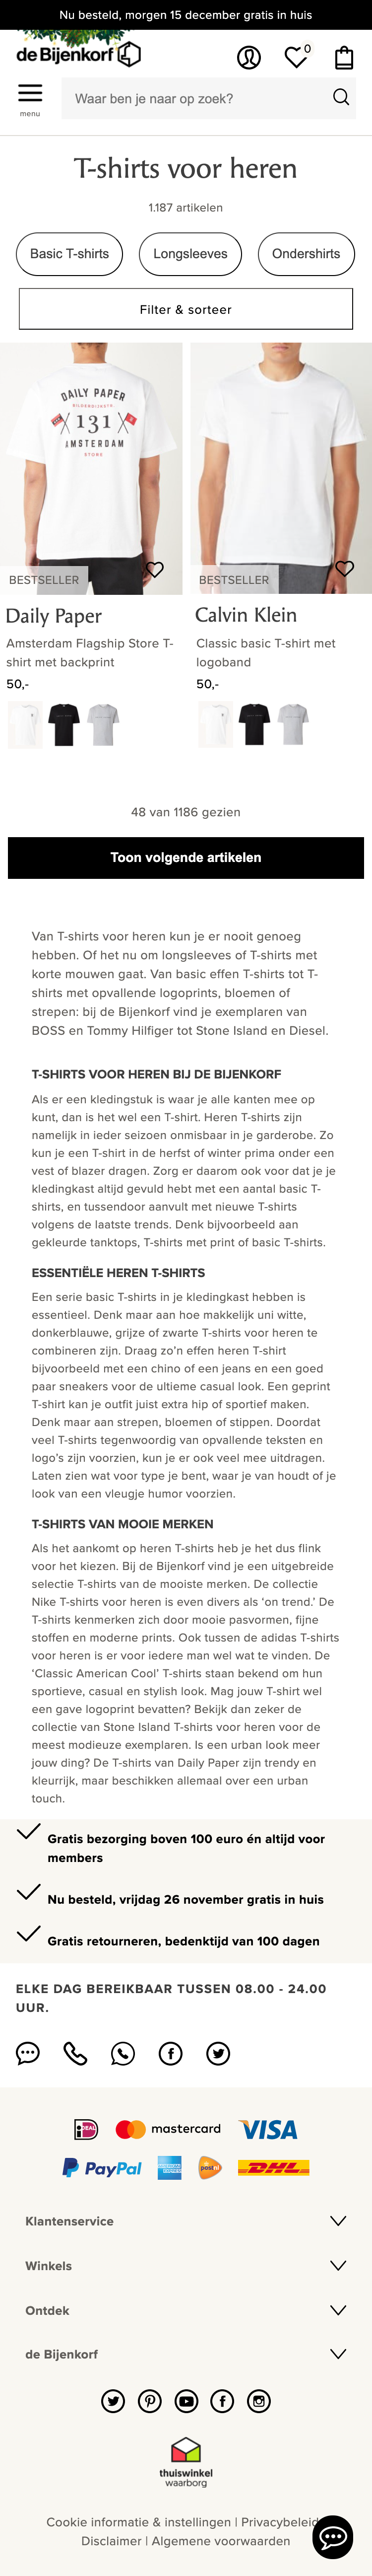 Nu besteld, morgen 15 december gratis in huis
de Bijenkorf
0
menu
Waar ben je naar op zoek?
T-shirts voor heren
1.187 artikelen
Basic T-shirts
Longsleeves
Ondershirts
Filter & sorteer
DAILY PAPER
131
AMSTERDAM
STORE
BESTSELLER
BESTSELLER
Daily Paper
Amsterdam Flagship Store T-
shirt met backprint
50,-
Calvin Klein
Classic basic T-shirt met
logoband
50,-
48 van 1186 gezien
Toon volgende artikelen
Van T-shirts voor heren kun je er nooit genoeg
hebben. Of het nu om longsleeves of T-shirts met
korte mouwen gaat. Van basic effen T-shirts tot T-
shirts met opvallende logoprints, bloemen of
strepen: bij de Bijenkorf vind je exemplaren van
BOSS en Tommy Hilfiger tot Stone Island en Diesel.
T-SHIRTS VOOR HEREN BIJ DE BIJENKORF
Als er een kledingstuk is waar je alle kanten mee op
kunt, dan is het wel een T-shirt. Heren T-shirts zijn
namelijk in ieder seizoen onmisbaar in je garderobe. Zo
kun je een T-shirt in de herfst of winter prima onder een
vest of blazer dragen. Zorg er daarom ook voor dat je je
kledingkast altijd gevuld hebt met een aantal basic T-
shirts, en tussendoor aanvult met nieuwe T-shirts
volgens de laatste trends. Denk bijvoorbeeld aan
gekleurde tanktops, T-shirts met print of basic T-shirts.
ESSENTIËLE HEREN T-SHIRTS
Een serie basic T-shirts in je kledingkast hebben is
essentieel. Denk maar aan hoe makkelijk uni witte,
donkerblauwe, grijze of zwarte T-shirts voor heren te
combineren zijn. Draag zo'n effen heren T-shirt
bijvoorbeeld met een chino of een jeans en een goed
paar sneakers voor de ultieme casual look. Een geprint
T-shirt kan je outfit juist extra hip of sportief maken.
Denk maar aan strepen, bloemen of stippen. Doordat
veel T-shirts tegenwoordig van opvallende teksten en
logo's zijn voorzien, kun je er ook veel mee uitdragen.
Laten zien wat voor type je bent, waar je van houdt of je
look van een vleugje humor voorzien.
T-SHIRTS VAN MOOIE MERKEN
Als het aankomt op heren T-shirts heb je het dus flink
voor het kiezen. Bij de Bijenkorf vind je een uitgebreide
selectie T-shirts van de mooiste merken. De collectie
Nike T-shirts voor heren is even divers als 'on trend.' De
T-shirts kenmerken zich door mooie pasvormen, fijne
stoffen en moderne prints. Ook tussen de adidas T-shirts
voor heren is er voor iedere man wel wat te vinden. De
'Classic American Cool' T-shirts staan bekend om hun
sportieve, casual en stylish look. Mag jouw T-shirt wel
een gave logoprint bevatten? Bekijk dan zeker de
collectie van Stone Island T-shirts voor heren voor de
meest modieuze exemplaren. Is een urban look meer
jouw ding? De T-shirts van Daily Paper zijn trendy en
kleurrijk, maar beschikken allemaal over een urban
touch.
Gratis bezorging boven 100 euro én altijd voor
members
Nu besteld, vrijdag 26 november gratis in huis
Gratis retourneren, bedenktijd van 100 dagen
ELKE DAG BEREIKBAAR TUSSEN 08.00 - 24.00
UUR.
iDEAL
mastercard
VISA
PayPal
AMERICAN EXPRESS
postnl
DHL
Klantenservice
Winkels
Ontdek
de Bijenkorf
thuiswinkel
waarborg
Cookie informatie & instellingen | Privacybeleid
Disclaimer | Algemene voorwaarden